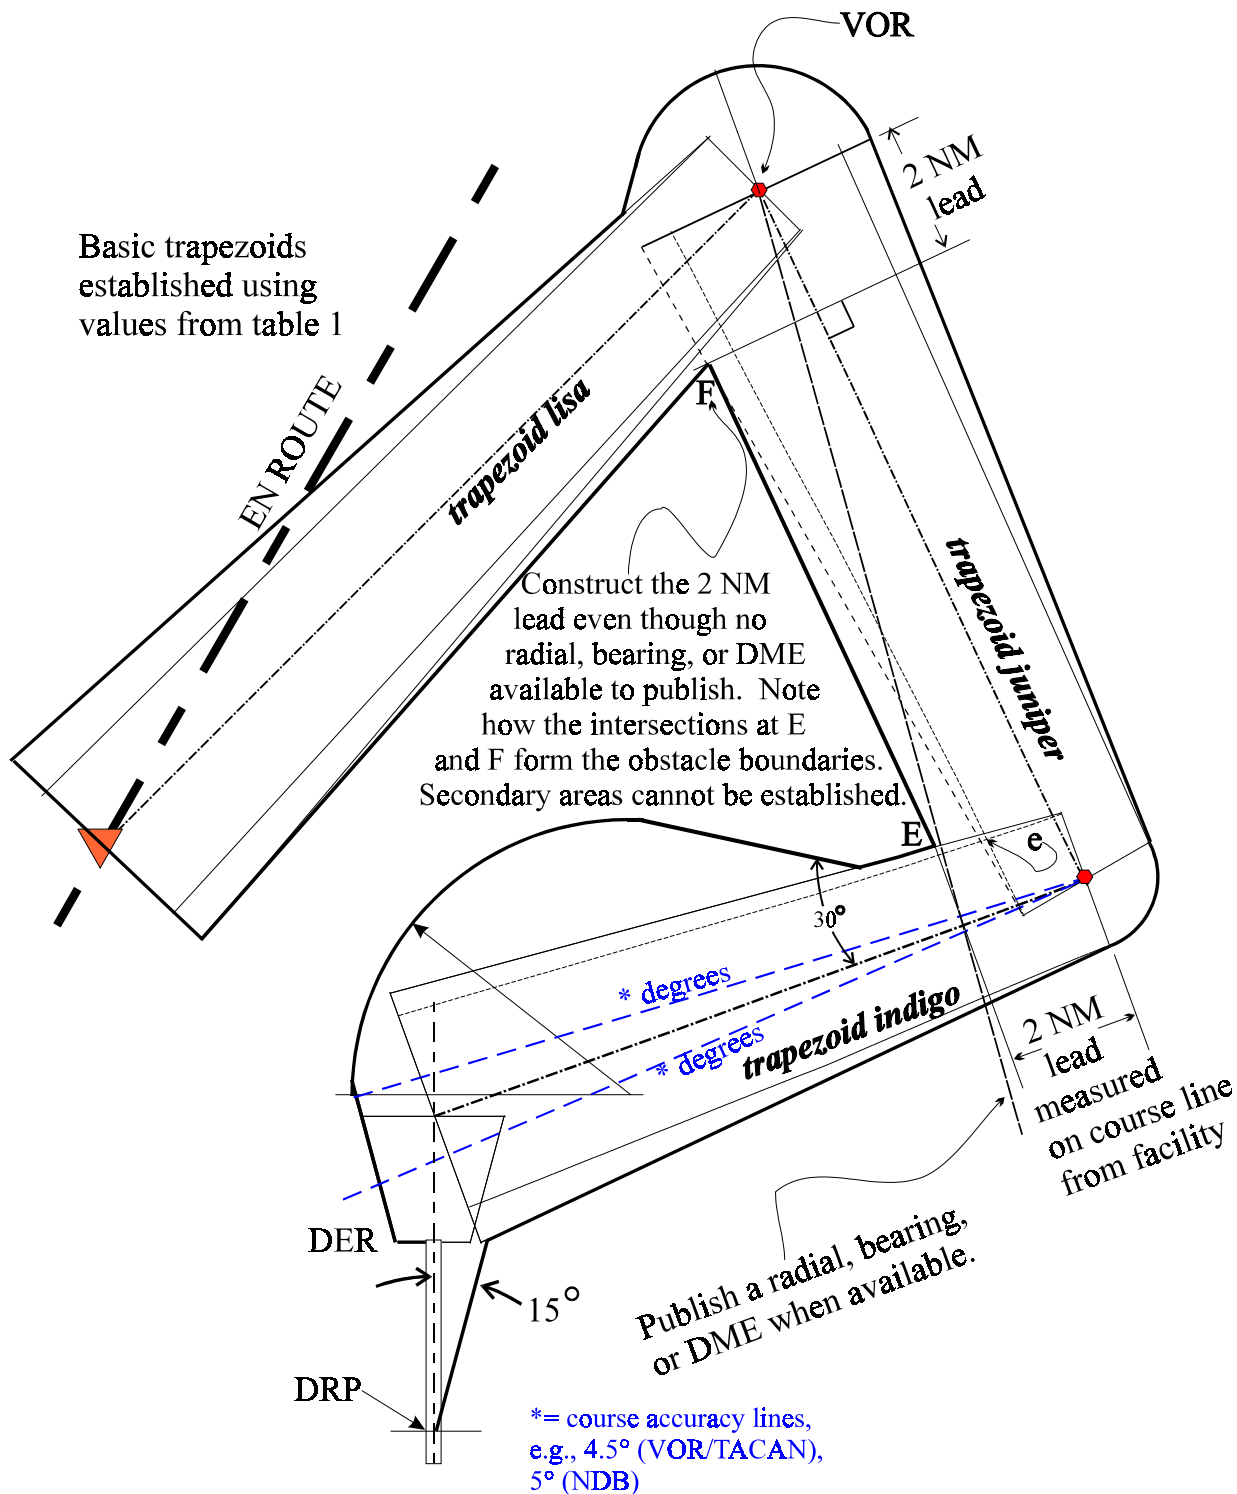 VOR
2 NM
lead
Basic trapezoids
established using
values from table 1
EN ROUTE
trapezoid lisa
F
Construct the 2 NM
lead even though no
radial, bearing, or DME
available to publish.  Note
how the intersections at E
and F form the obstacle boundaries.
Secondary areas cannot be established.
trapezoid juniper
E
e
30°
* degrees
* degrees
trapezoid indigo
2 NM
lead
measured
on course line
from facility
DER
15°
Publish a radial, bearing,
or DME when available.
DRP
*= course accuracy lines,
e.g., 4.5° (VOR/TACAN),
5° (NDB)